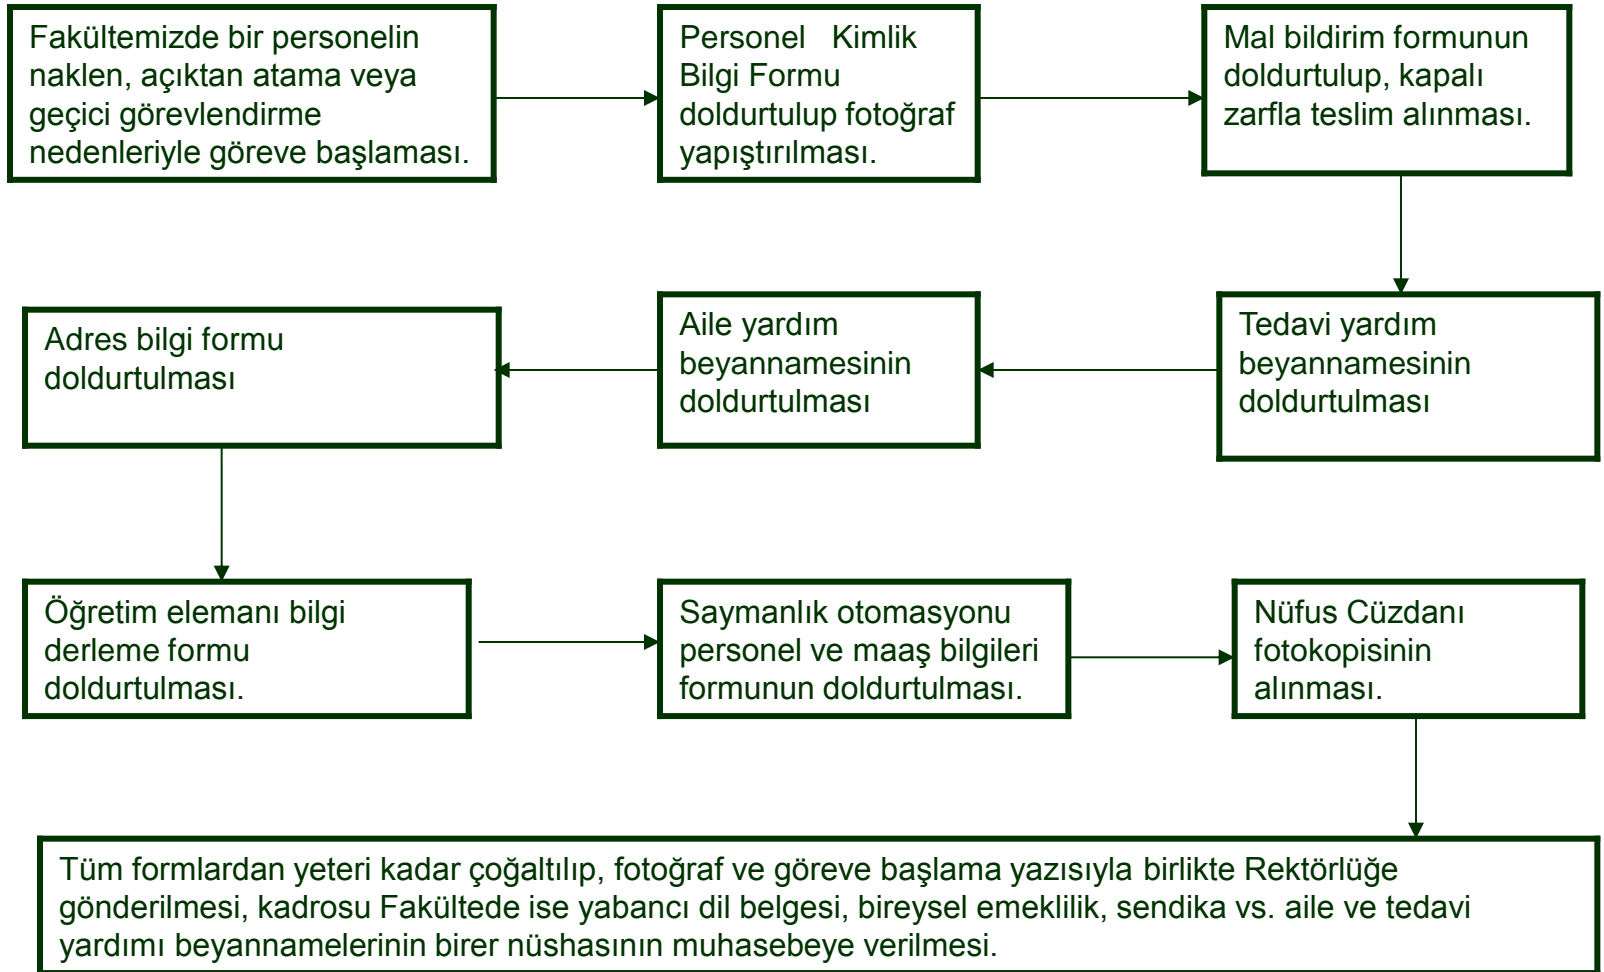 Fakültemizde bir personelin
naklen, açıktan atama veya
geçici görevlendirme
nedenleriyle göreve başlaması.
Personel Kimlik
Bilgi Formu
doldurtulup fotoğraf
yapıştırılması.
Mal bildirim formunun
doldurtulup, kapalı
zarfla teslim alınması.
Tedavi yardım
beyannamesinin
doldurtulması
Aile yardım
beyannamesinin
doldurtulması
Adres bilgi formu
doldurtulması
Öğretim elemanı bilgi
derleme formu
doldurtulması.
Saymanlık otomasyonu
personel ve maaş bilgileri
formunun doldurtulması.
Nüfus Cüzdanı
fotokopisinin
alınması.
Tüm formlardan yeteri kadar çoğaltılıp, fotoğraf ve göreve başlama yazısıyla birlikte Rektörlüğe
gönderilmesi, kadrosu Fakültede ise yabancı dil belgesi, bireysel emeklilik, sendika vs. aile ve tedavi
yardımı beyannamelerinin birer nüshasının muhasebeye verilmesi.